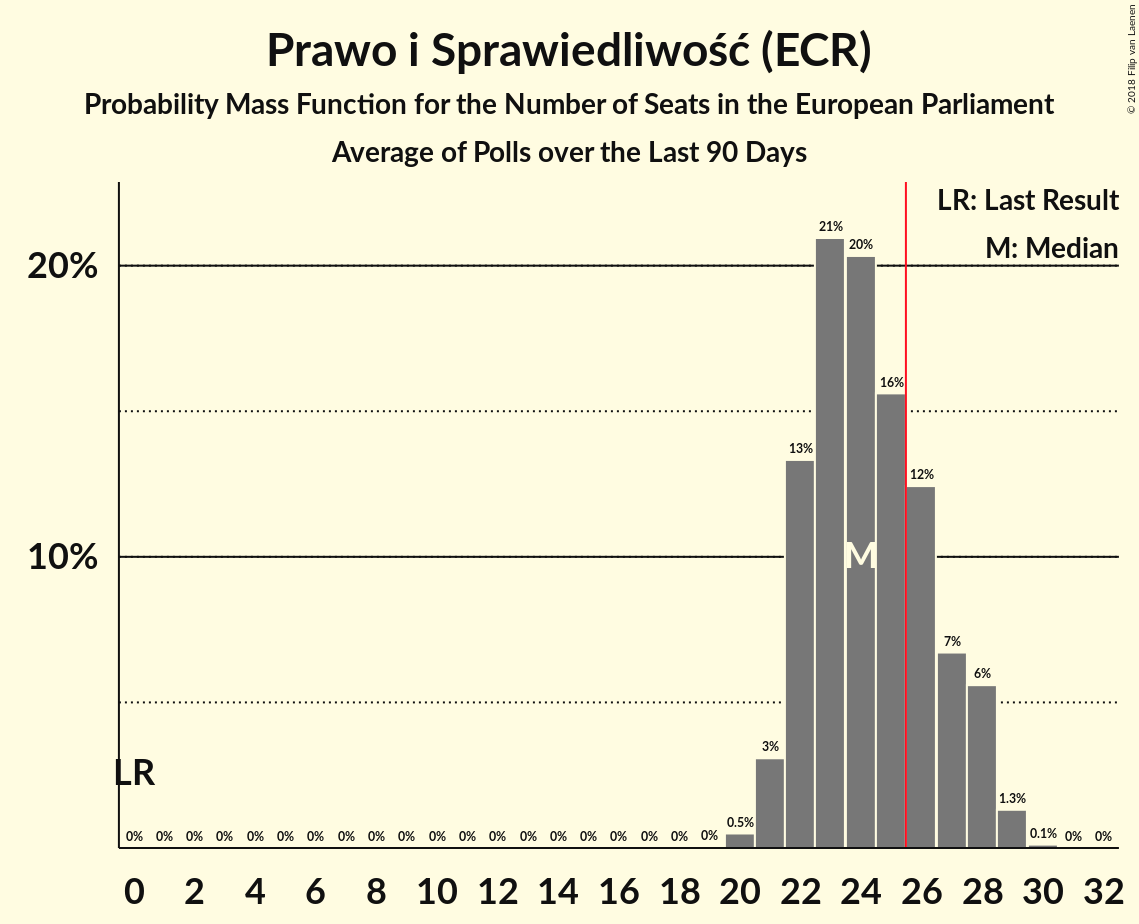 Prawo i Sprawiedliwość (ECR)
Probability Mass Function for the Number of Seats in the European Parliament
Average of Polls over the Last 90 Days
© 2018 Filip van Laenen
LR: Last Result
M: Median
20%
10%
21%
20%
16%
13%
12%
M
7%
6%
3%
LR
1.3%
0.5%
0.1%
0% 0% 0% 0% 0% 0% 0% 0% 0% 0% 0% 0% 0% 0% 0% 0% 0% 0% 0% 0% 0% 0%
0 2 4 6 8 10 12 14 16 18 20 22 24 26 28 30 32